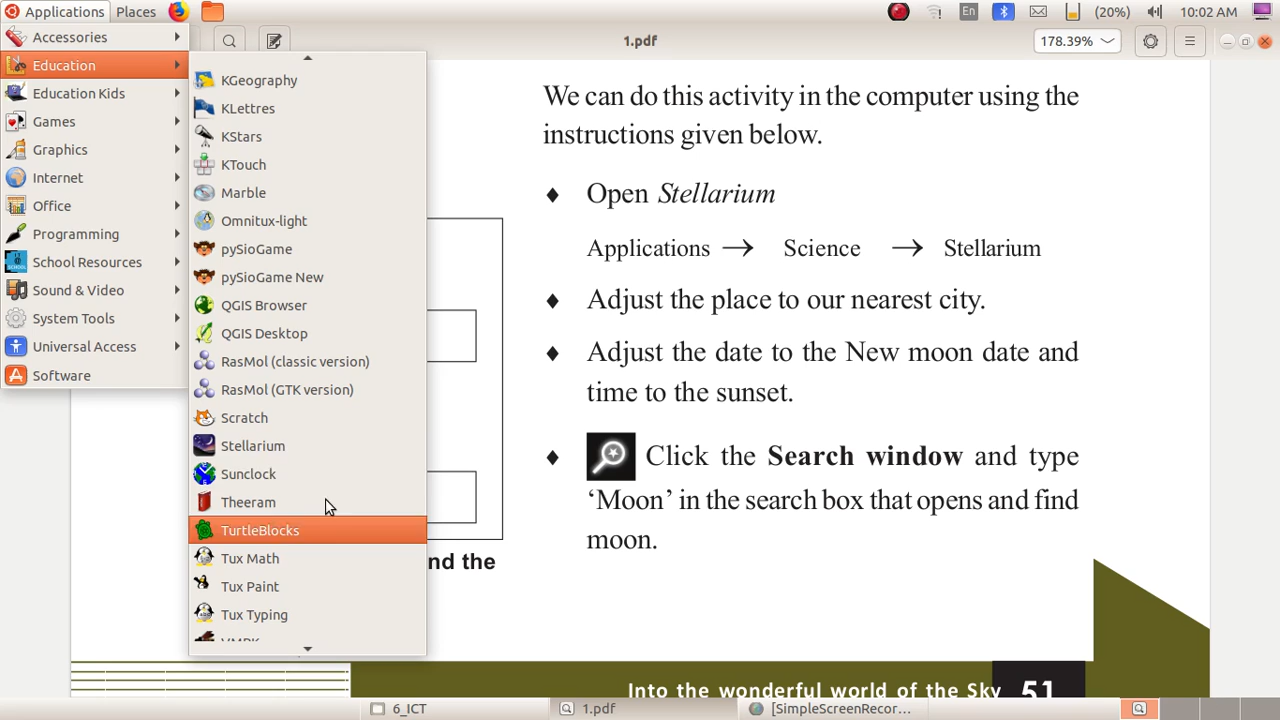 Applications Places En (20%) 10:02 AM
1.pdf 178.39%
Accessories
Education
Education Kids
Games
Graphics
Internet
Office
Programming
School Resources
Sound & Video
System Tools
Universal Access
Software
KGeography
KLettres
KStars
KTouch
Marble
Omnitux-light
pySioGame
pySioGame New
QGIS Browser
QGIS Desktop
RasMol (classic version)
RasMol (GTK version)
Scratch
Stellarium
Sunclock
Theeram
TurtleBlocks
Tux Math
Tux Paint
Tux Typing
VMPK
We can do this activity in the computer using the
instructions given below.
♦ Open Stellarium
Applications → Science → Stellarium
♦ Adjust the place to our nearest city.
♦ Adjust the date to the New moon date and
time to the sunset.
♦ Click the Search window and type
‘Moon’ in the search box that opens and find
moon.
nd the
Into the wonderful world of the Sky 51
6_ICT 1.pdf [SimpleScreenRecor...